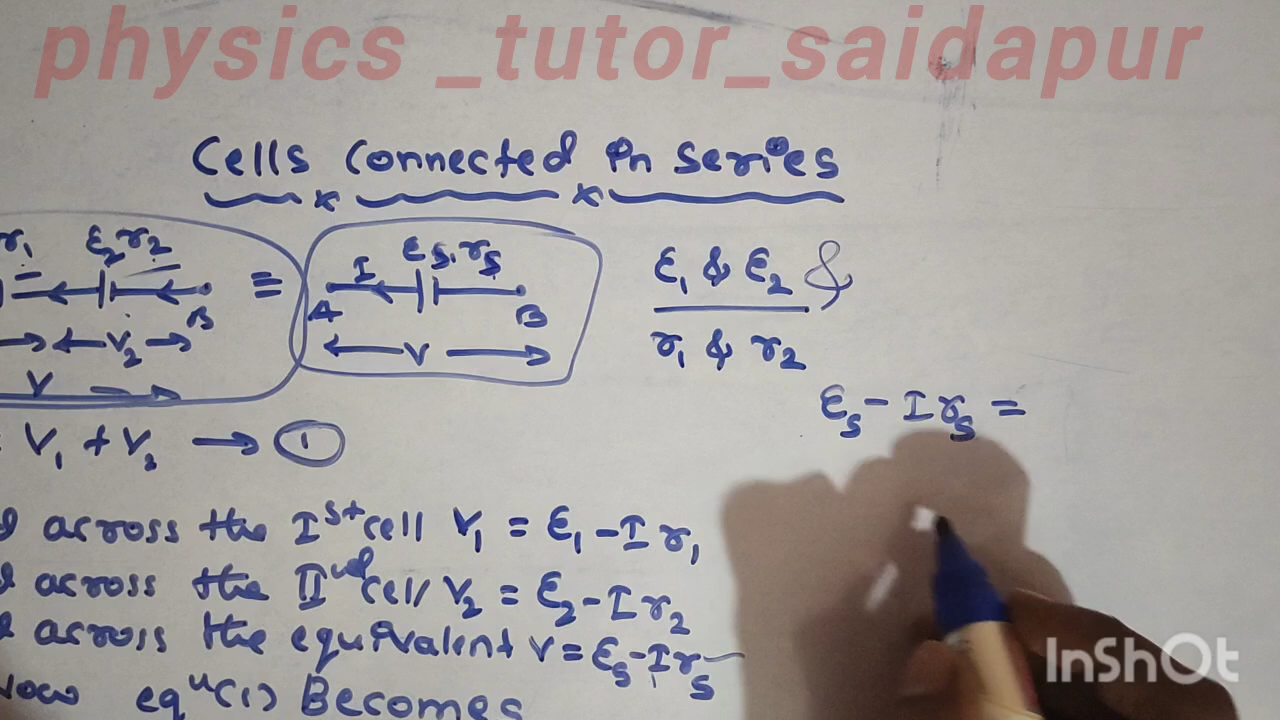 physics _tutor_saidapur
Cells Connected in series
r₁ ε₂ r₂ ≡ I εₛ, rₛ ε₁ & ε₂ &
B A B r₁ & r₂
V₂ V
V
εₛ - I rₛ =
V₁ + V₂ → ①
across the Iˢᵗ cell V₁ = ε₁ - I r₁
across the IIⁿᵈ cell V₂ = ε₂ - I r₂
across the equivalent V = εₛ - I rₛ
eqⁿ(1) Becomes
InShOt